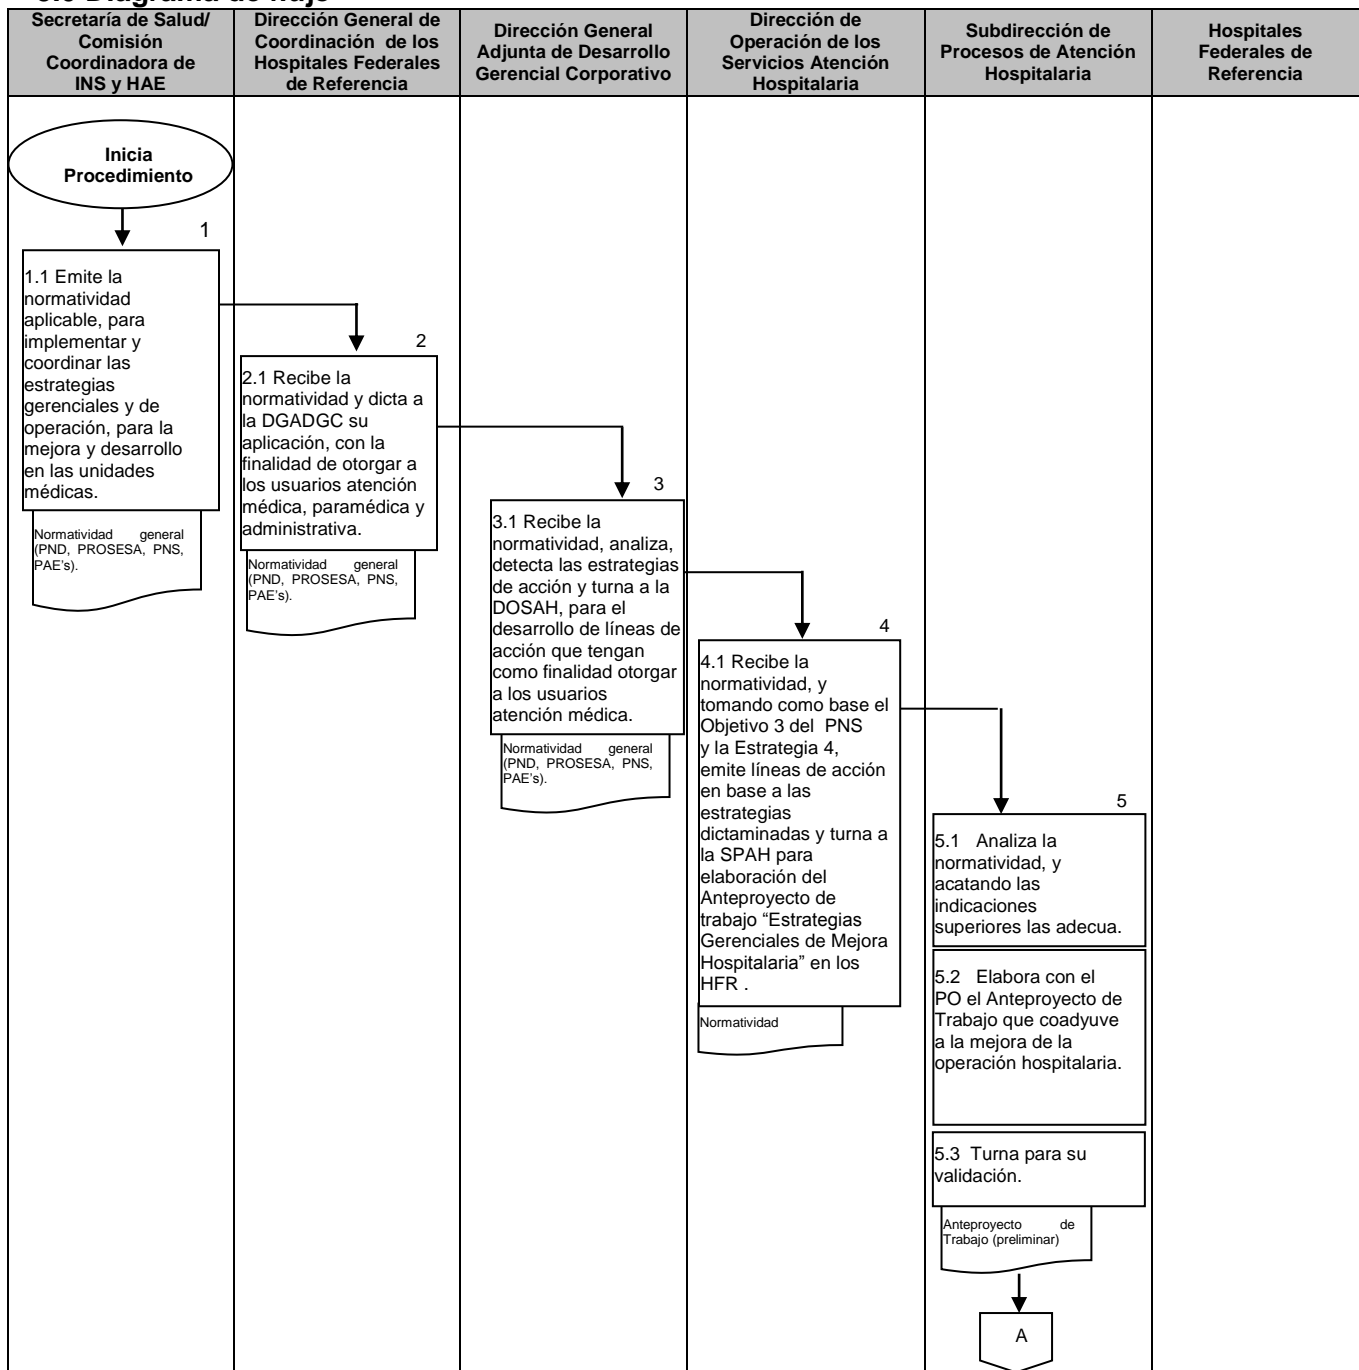 5.0 Diagrama de flujo
Secretaría de Salud/
Comisión
Coordinadora de
INS y HAE
Dirección General de
Coordinación de los
Hospitales Federales
de Referencia
Dirección General
Adjunta de Desarrollo
Gerencial Corporativo
Dirección de
Operación de los
Servicios Atención
Hospitalaria
Subdirección de
Procesos de Atención
Hospitalaria
Hospitales
Federales de
Referencia
Inicia
Procedimiento
1
1.1 Emite la
normatividad
aplicable, para
implementar y
coordinar las
estrategias
gerenciales y de
operación, para la
mejora y desarrollo
en las unidades
médicas.
Normatividad general
(PND, PROSESA, PNS,
PAE's).
2
2.1 Recibe la
normatividad y dicta a
la DGADGC su
aplicación, con la
finalidad de otorgar a
los usuarios atención
médica, paramédica y
administrativa.
Normatividad general
(PND, PROSESA, PNS,
PAE's).
3
3.1 Recibe la
normatividad, analiza,
detecta las estrategias
de acción y turna a la
DOSAH, para el
desarrollo de líneas de
acción que tengan
como finalidad otorgar
a los usuarios
atención médica.
Normatividad general
(PND, PROSESA, PNS,
PAE's).
4
4.1 Recibe la
normatividad, y
tomando como base el
Objetivo 3 del PNS
y la Estrategia 4,
emite líneas de acción
en base a las
estrategias
dictaminadas y turna a
la SPAH para
elaboración del
Anteproyecto de
trabajo “Estrategias
Gerenciales de Mejora
Hospitalaria” en los
HFR .
Normatividad
5
5.1 Analiza la
normatividad, y
acatando las
indicaciones
superiores las adecua.
5.2 Elabora con el
PO el Anteproyecto de
Trabajo que coadyuve
a la mejora de la
operación hospitalaria.
5.3 Turna para su
validación.
Anteproyecto de
Trabajo (preliminar)
A